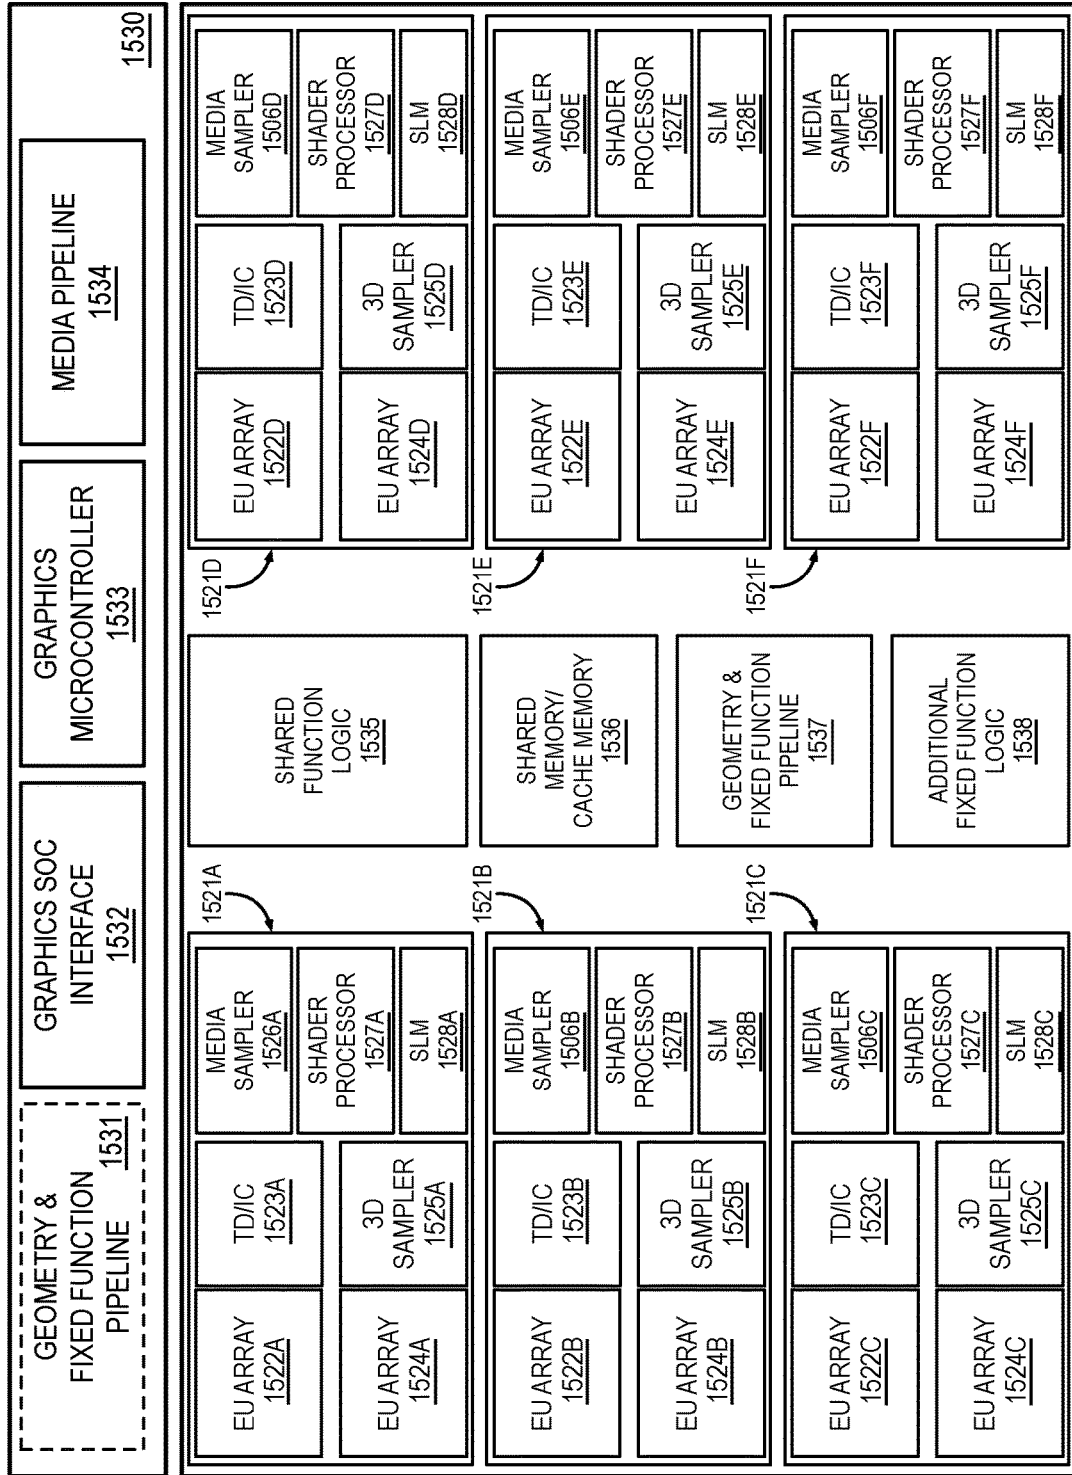 GEOMETRY &
FIXED FUNCTION
PIPELINE
1531
GRAPHICS SOC
INTERFACE
1532
GRAPHICS
MICROCONTROLLER
1533
MEDIA PIPELINE
1534
1530
EU ARRAY
1522A
TD/IC
1523A
MEDIA
SAMPLER
1526A
EU ARRAY
1524A
3D
SAMPLER
1525A
SHADER
PROCESSOR
1527A
SLM
1528A
1521A
SHARED
FUNCTION
LOGIC
1535
1521D
EU ARRAY
1522D
TD/IC
1523D
MEDIA
SAMPLER
1506D
EU ARRAY
1524D
3D
SAMPLER
1525D
SHADER
PROCESSOR
1527D
SLM
1528D
EU ARRAY
1522B
TD/IC
1523B
MEDIA
SAMPLER
1506B
EU ARRAY
1524B
3D
SAMPLER
1525B
SHADER
PROCESSOR
1527B
SLM
1528B
1521B
SHARED
MEMORY/
CACHE MEMORY
1536
1521E
EU ARRAY
1522E
TD/IC
1523E
MEDIA
SAMPLER
1506E
EU ARRAY
1524E
3D
SAMPLER
1525E
SHADER
PROCESSOR
1527E
SLM
1528E
GEOMETRY &
FIXED FUNCTION
PIPELINE
1537
EU ARRAY
1522C
TD/IC
1523C
MEDIA
SAMPLER
1506C
EU ARRAY
1524C
3D
SAMPLER
1525C
SHADER
PROCESSOR
1527C
SLM
1528C
1521C
ADDITIONAL
FIXED FUNCTION
LOGIC
1538
1521F
EU ARRAY
1522F
TD/IC
1523F
MEDIA
SAMPLER
1506F
EU ARRAY
1524F
3D
SAMPLER
1525F
SHADER
PROCESSOR
1527F
SLM
1528F